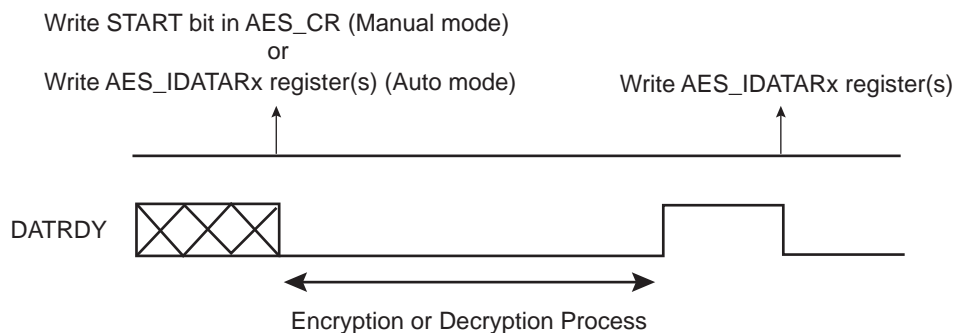 Write START bit in AES_CR (Manual mode)
or
Write AES_IDATARx register(s) (Auto mode)
Write AES_IDATARx register(s)
DATRDY
Encryption or Decryption Process